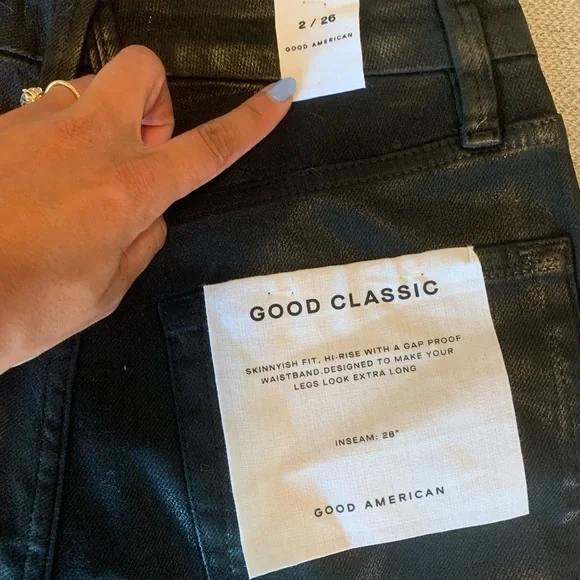 2 / 26
GOOD AMERICAN
GOOD CLASSIC
SKINNYISH FIT, HI-RISE WITH A GAP PROOF
WAISTBAND.DESIGNED TO MAKE YOUR
LEGS LOOK EXTRA LONG
INSEAM: 28"
GOOD AMERICAN